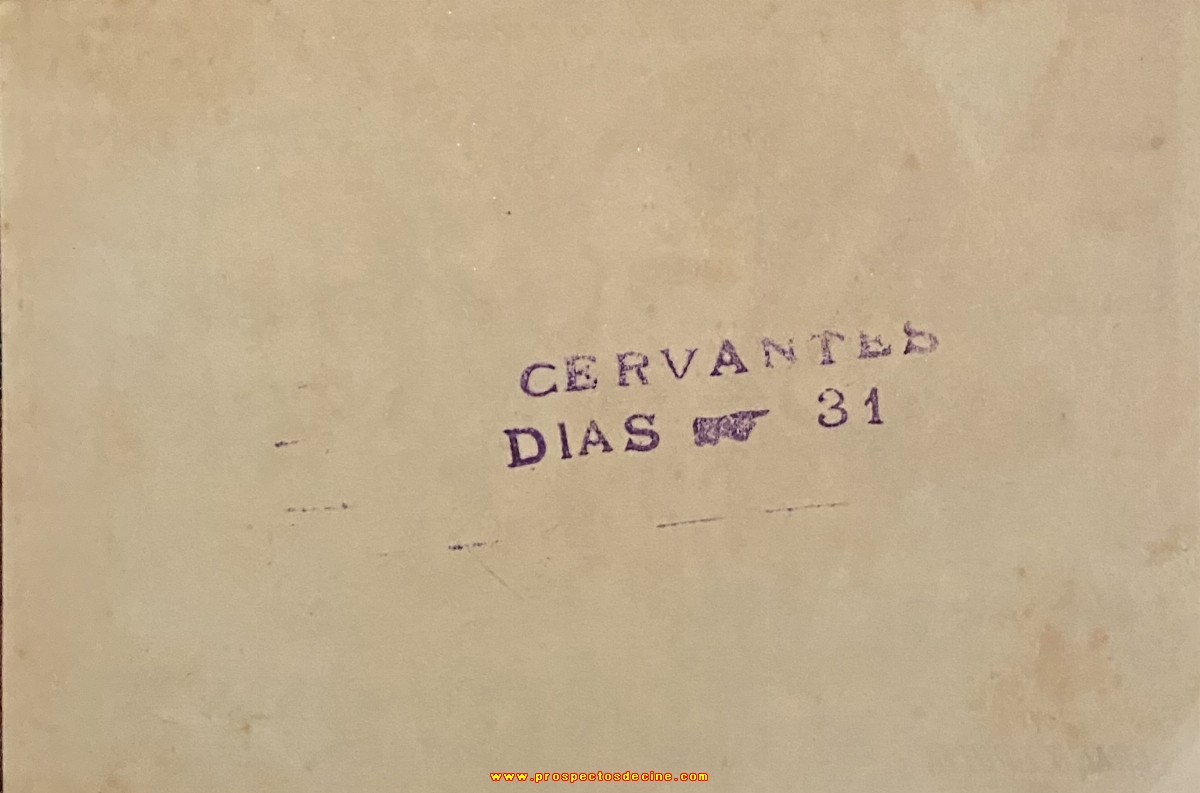 CERVANTES
DIAS ☛ 31
www.prospectosdecine.com